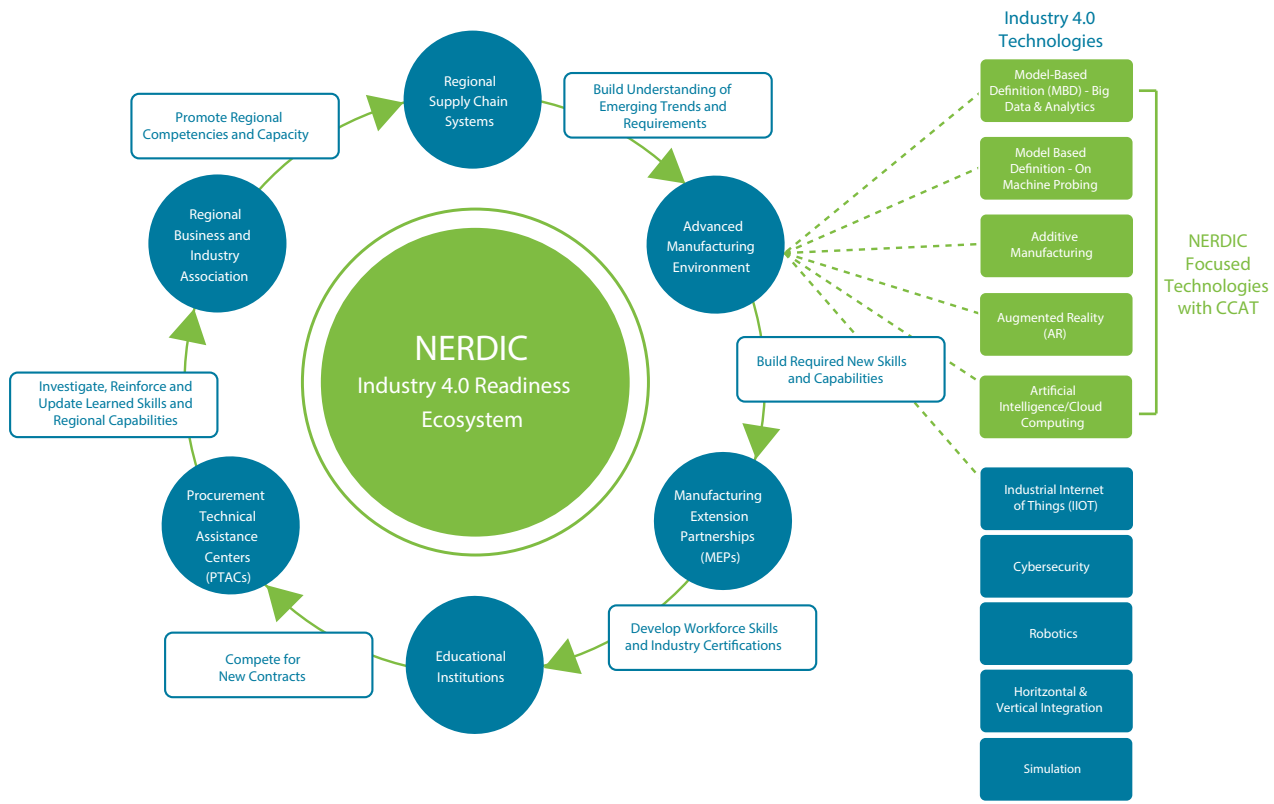 Industry 4.0
Technologies
Regional
Supply Chain
Systems
Build Understanding of
Emerging Trends and
Requirements
Promote Regional
Competencies and Capacity
Regional
Business and
Industry
Association
Advanced
Manufacturing
Environment
NERDIC
Industry 4.0 Readiness
Ecosystem
Build Required New Skills
and Capabilities
Investigate, Reinforce and
Update Learned Skills and
Regional Capabilities
Procurement
Technical
Assistance
Centers
(PTACs)
Manufacturing
Extension
Partnerships
(MEPs)
Develop Workforce Skills
and Industry Certifications
Educational
Institutions
Compete for
New Contracts
Model-Based
Definition (MBD) - Big
Data & Analytics
Model Based
Definition - On
Machine Probing
Additive
Manufacturing
Augmented Reality
(AR)
Artificial
Intelligence/Cloud
Computing
NERDIC
Focused
Technologies
with CCAT
Industrial Internet
of Things (IIOT)
Cybersecurity
Robotics
Horitzontal &
Vertical Integration
Simulation